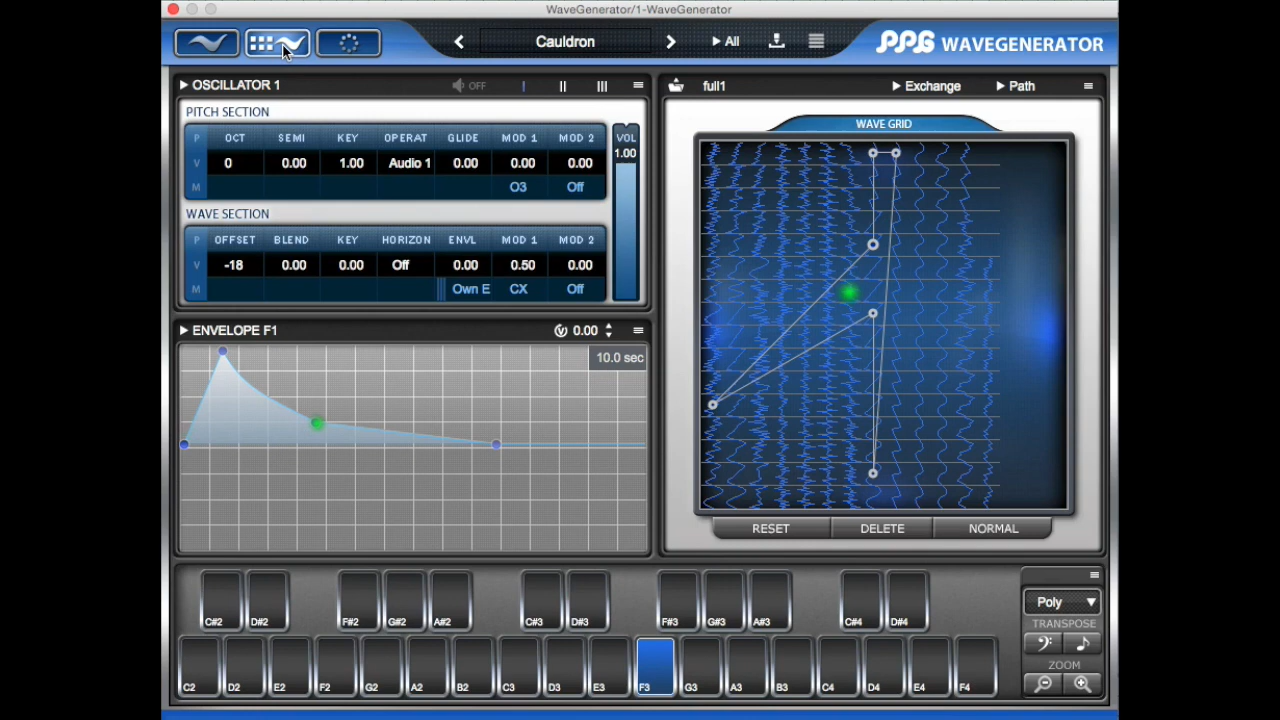 WaveGenerator/1-WaveGenerator
Cauldron
All
PPG WAVEGENERATOR
OSCILLATOR 1
OFF
I
II
III
full1
Exchange
Path
PITCH SECTION
P OCT SEMI KEY OPERAT GLIDE MOD 1 MOD 2
V 0 0.00 1.00 Audio 1 0.00 0.00 0.00
M O3 Off
VOL
1.00
WAVE SECTION
P OFFSET BLEND KEY HORIZON ENVL MOD 1 MOD 2
V -18 0.00 0.00 Off 0.00 0.50 0.00
M Own E CX Off
WAVE GRID
ENVELOPE F1
0.00
10.0 sec
RESET DELETE NORMAL
C#2 D#2 F#2 G#2 A#2 C#3 D#3 F#3 G#3 A#3 C#4 D#4
C2 D2 E2 F2 G2 A2 B2 C3 D3 E3 F3 G3 A3 B3 C4 D4 E4 F4
Poly
TRANSPOSE
ZOOM